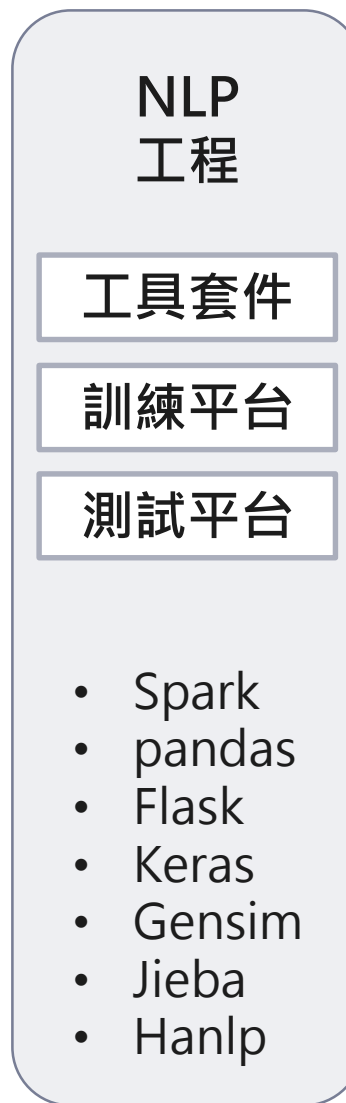 NLP
工程
工具套件
訓練平台
測試平台
• Spark
• pandas
• Flask
• Keras
• Gensim
• Jieba
• Hanlp